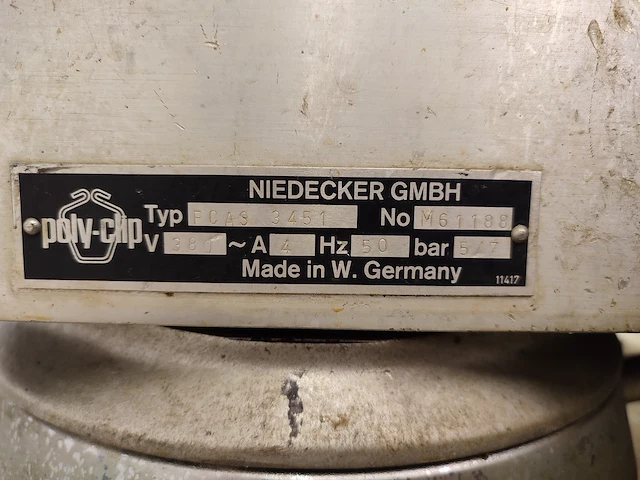 NIEDECKER GMBH
poly-clip
Typ FCAS 3451 No M61188
V 380 ~ A 4 Hz 50 bar 5/7
Made in W. Germany
11417